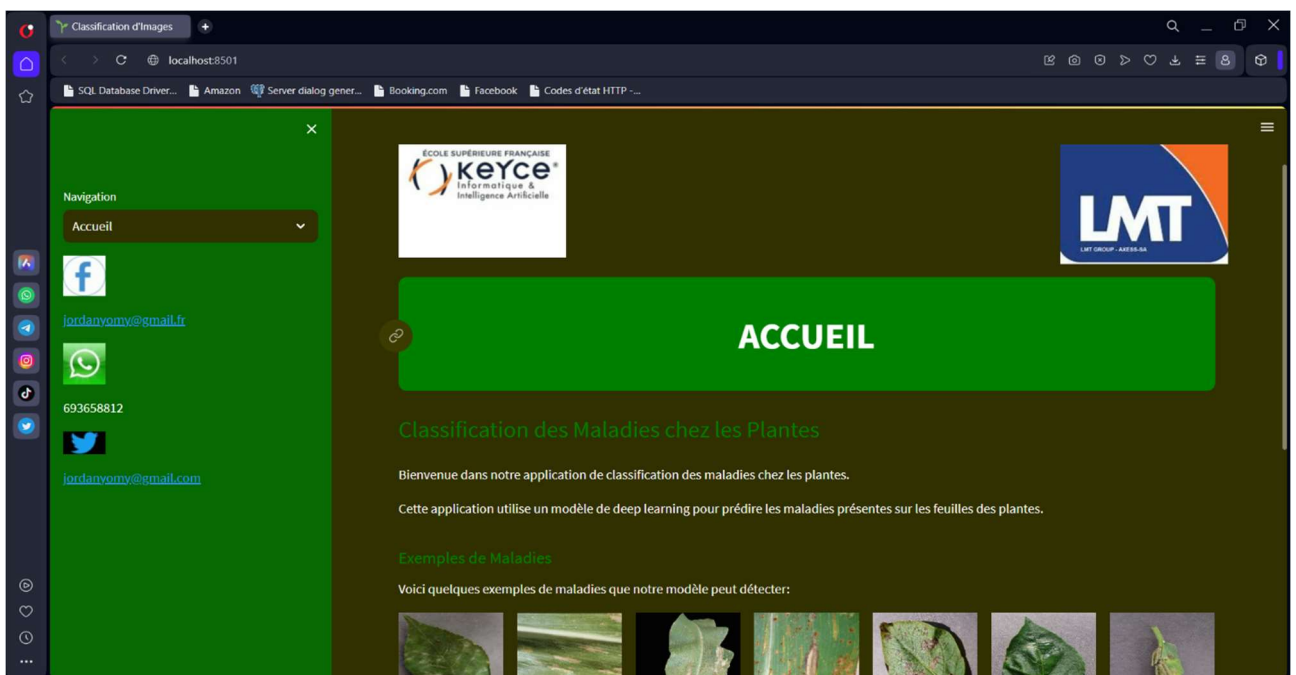 Classification d'Images
localhost:8501
SQL Database Driver... Amazon Server dialog gener... Booking.com Facebook Codes d'état HTTP -...
Navigation
Accueil
jordanyomy@gmail.fr
693658812
jordanyomy@gmail.com
ÉCOLE SUPÉRIEURE FRANÇAISE
KEYCE
Informatique &
Intelligence Artificielle
LMT
LMT GROUP - AXESS-SA
ACCUEIL
Classification des Maladies chez les Plantes
Bienvenue dans notre application de classification des maladies chez les plantes.
Cette application utilise un modèle de deep learning pour prédire les maladies présentes sur les feuilles des plantes.
Exemples de Maladies
Voici quelques exemples de maladies que notre modèle peut détecter: